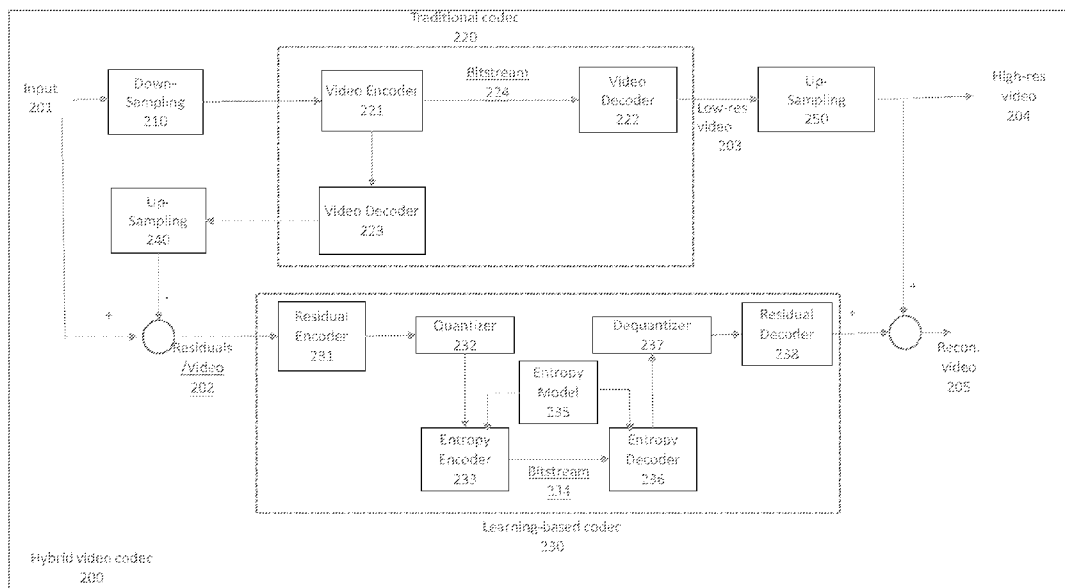 Traditional codec
220
Input
201
Down-
Sampling
210
Video Encoder
221
Bitstream
224
Video
Decoder
222
Low-res
video
203
Up-
Sampling
250
High-res
video
204
Up-
Sampling
240
Video Decoder
223
+
-
Residuals
/Video
202
Residual
Encoder
231
Quantizer
232
Entropy
Model
235
Entropy
Encoder
233
Bitstream
234
Entropy
Decoder
236
Dequantizer
237
Residual
Decoder
238
+
+
Recon.
video
205
Learning-based codec
230
Hybrid video codec
200